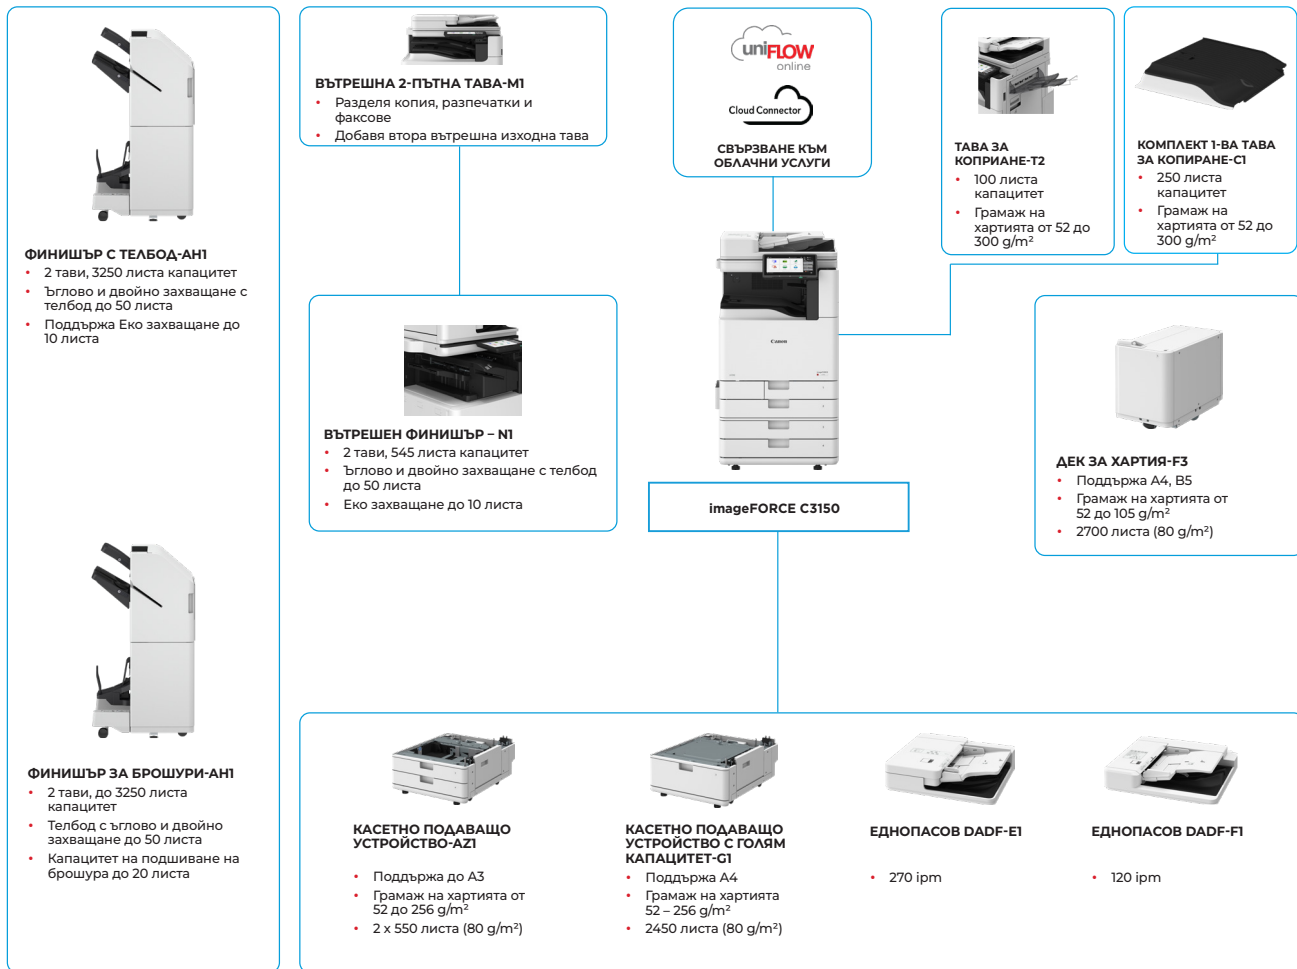 ФИНИШЪР С ТЕЛБОД-AH1
• 2 тави, 3250 листа капацитет
• Ъглово и двойно захващане с
телбод до 50 листа
• Поддържа Еко захващане до
10 листа
ФИНИШЪР ЗА БРОШУРИ-AH1
• 2 тави, до 3250 листа
капацитет
• Телбод с ъглово и двойно
захващане до 50 листа
• Капацитет на подшиване на
брошура до 20 листа
ВЪТРЕШНА 2-ПЪТНА ТАВА-M1
• Разделя копия, разпечатки и
факсове
• Добавя втора вътрешна изходна тава
ВЪТРЕШЕН ФИНИШЪР – N1
• 2 тави, 545 листа капацитет
• Ъглово и двойно захващане с телбод
до 50 листа
• Еко захващане до 10 листа
uniFLOW
online
Cloud Connector
СВЪРЗВАНЕ КЪМ
ОБЛАЧНИ УСЛУГИ
Canon
imageFORCE C3150
ТАВА ЗА
КОПРИАНЕ-T2
• 100 листа
капацитет
• Грамаж на
хартията от 52 до
300 g/m²
КОМПЛЕКТ 1-ВА ТАВА
ЗА КОПИРАНЕ-C1
• 250 листа
капацитет
• Грамаж на
хартията от 52 до
300 g/m²
ДЕК ЗА ХАРТИЯ-F3
• Поддържа A4, B5
• Грамаж на хартията от
52 до 105 g/m²
• 2700 листа (80 g/m²)
КАСЕТНО ПОДАВАЩО
УСТРОЙСТВО-AZ1
• Поддържа до A3
• Грамаж на хартията от
52 до 256 g/m²
• 2 x 550 листа (80 g/m²)
КАСЕТНО ПОДАВАЩО
УСТРОЙСТВО С ГОЛЯМ
КАПАЦИТЕТ-G1
• Поддържа A4
• Грамаж на хартията
52 – 256 g/m²
• 2450 листа (80 g/m²)
ЕДНОПАСОВ DADF-E1
• 270 ipm
ЕДНОПАСОВ DADF-F1
• 120 ipm